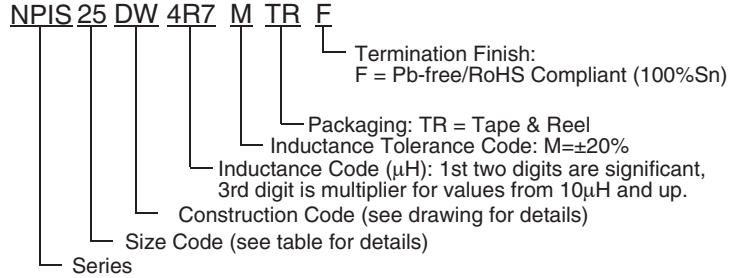 NPIS 25 DW 4R7 M TR F
Termination Finish:
F = Pb-free/RoHS Compliant (100%Sn)
Packaging: TR = Tape & Reel
Inductance Tolerance Code: M=±20%
Inductance Code (μH): 1st two digits are significant,
3rd digit is multiplier for values from 10μH and up.
Construction Code (see drawing for details)
Size Code (see table for details)
Series